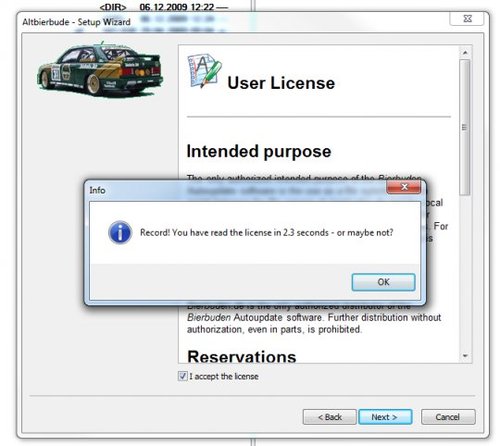 <DIR> 06.12.2009 12:22
Altbierbude - Setup Wizard
User License
Intended purpose
The only authorized intended purpose of the Bierbuden
Info
Record! You have read the license in 2.3 seconds - or maybe not?
OK
Bierbuden.de is the only authorized distributor of the
Bierbuden Autoupdate software. Further distribution without
authorization, even in parts, is prohibited.
Reservations
I accept the license
< Back
Next >
Cancel